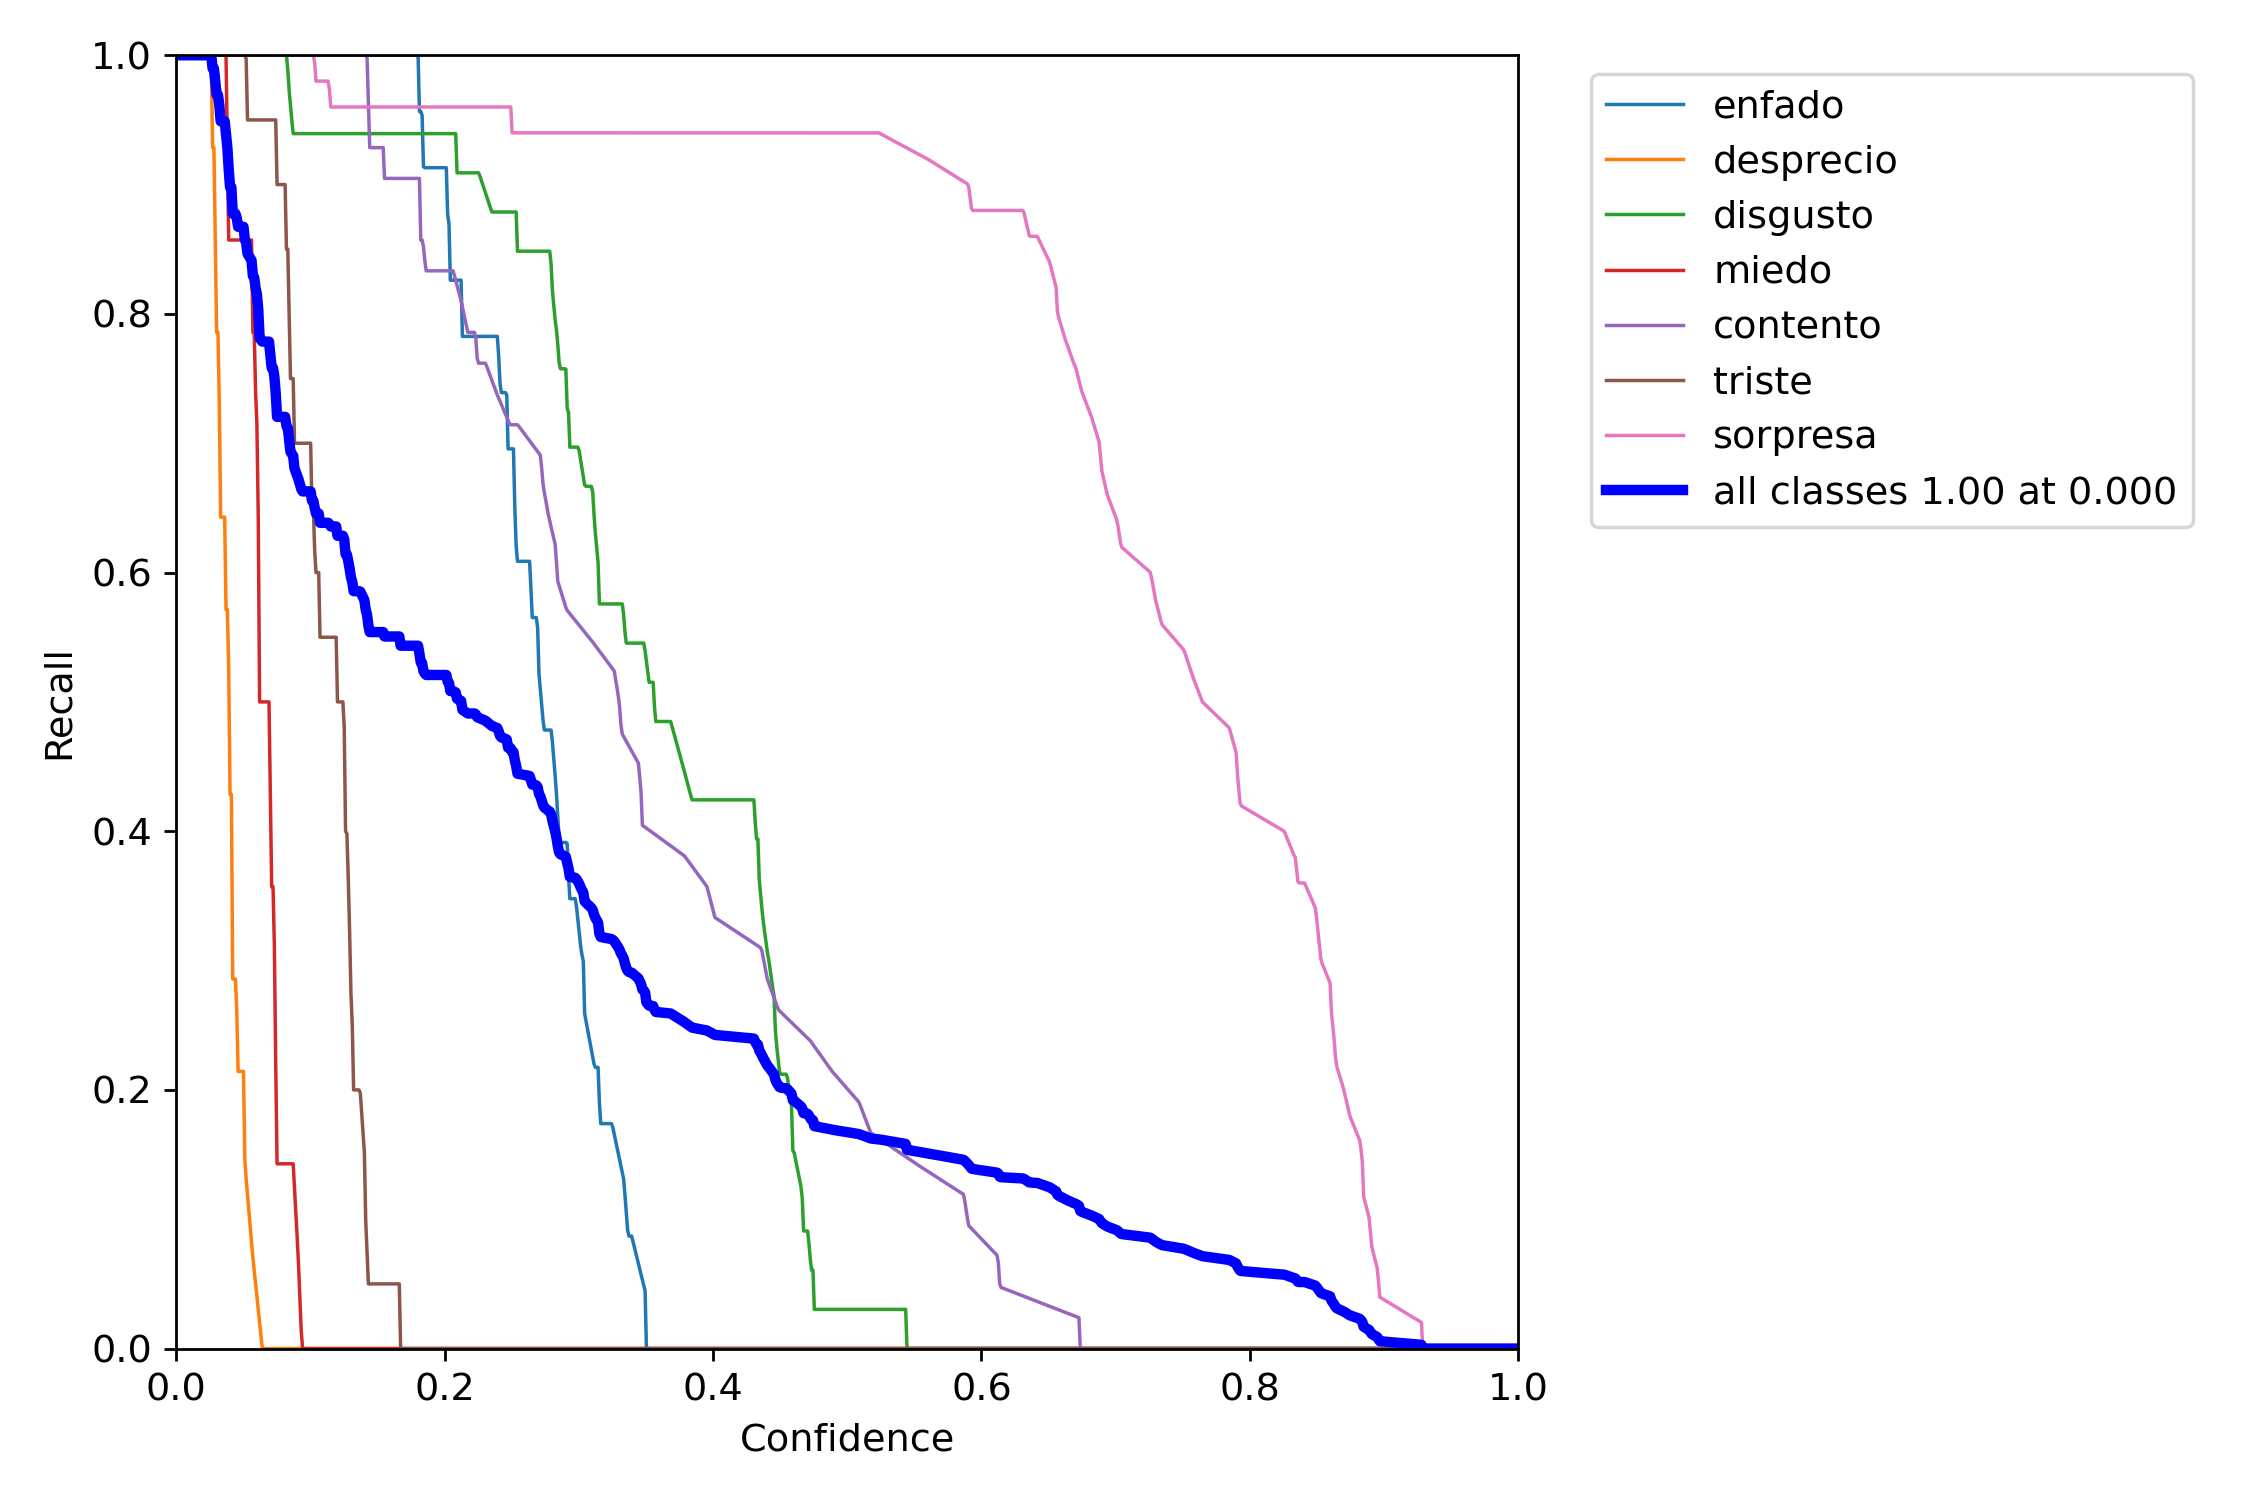 1.0
0.8
0.6
0.4
0.2
0.0
Recall
0.0 0.2 0.4 0.6 0.8 1.0
Confidence
enfado
desprecio
disgusto
miedo
contento
triste
sorpresa
all classes 1.00 at 0.000